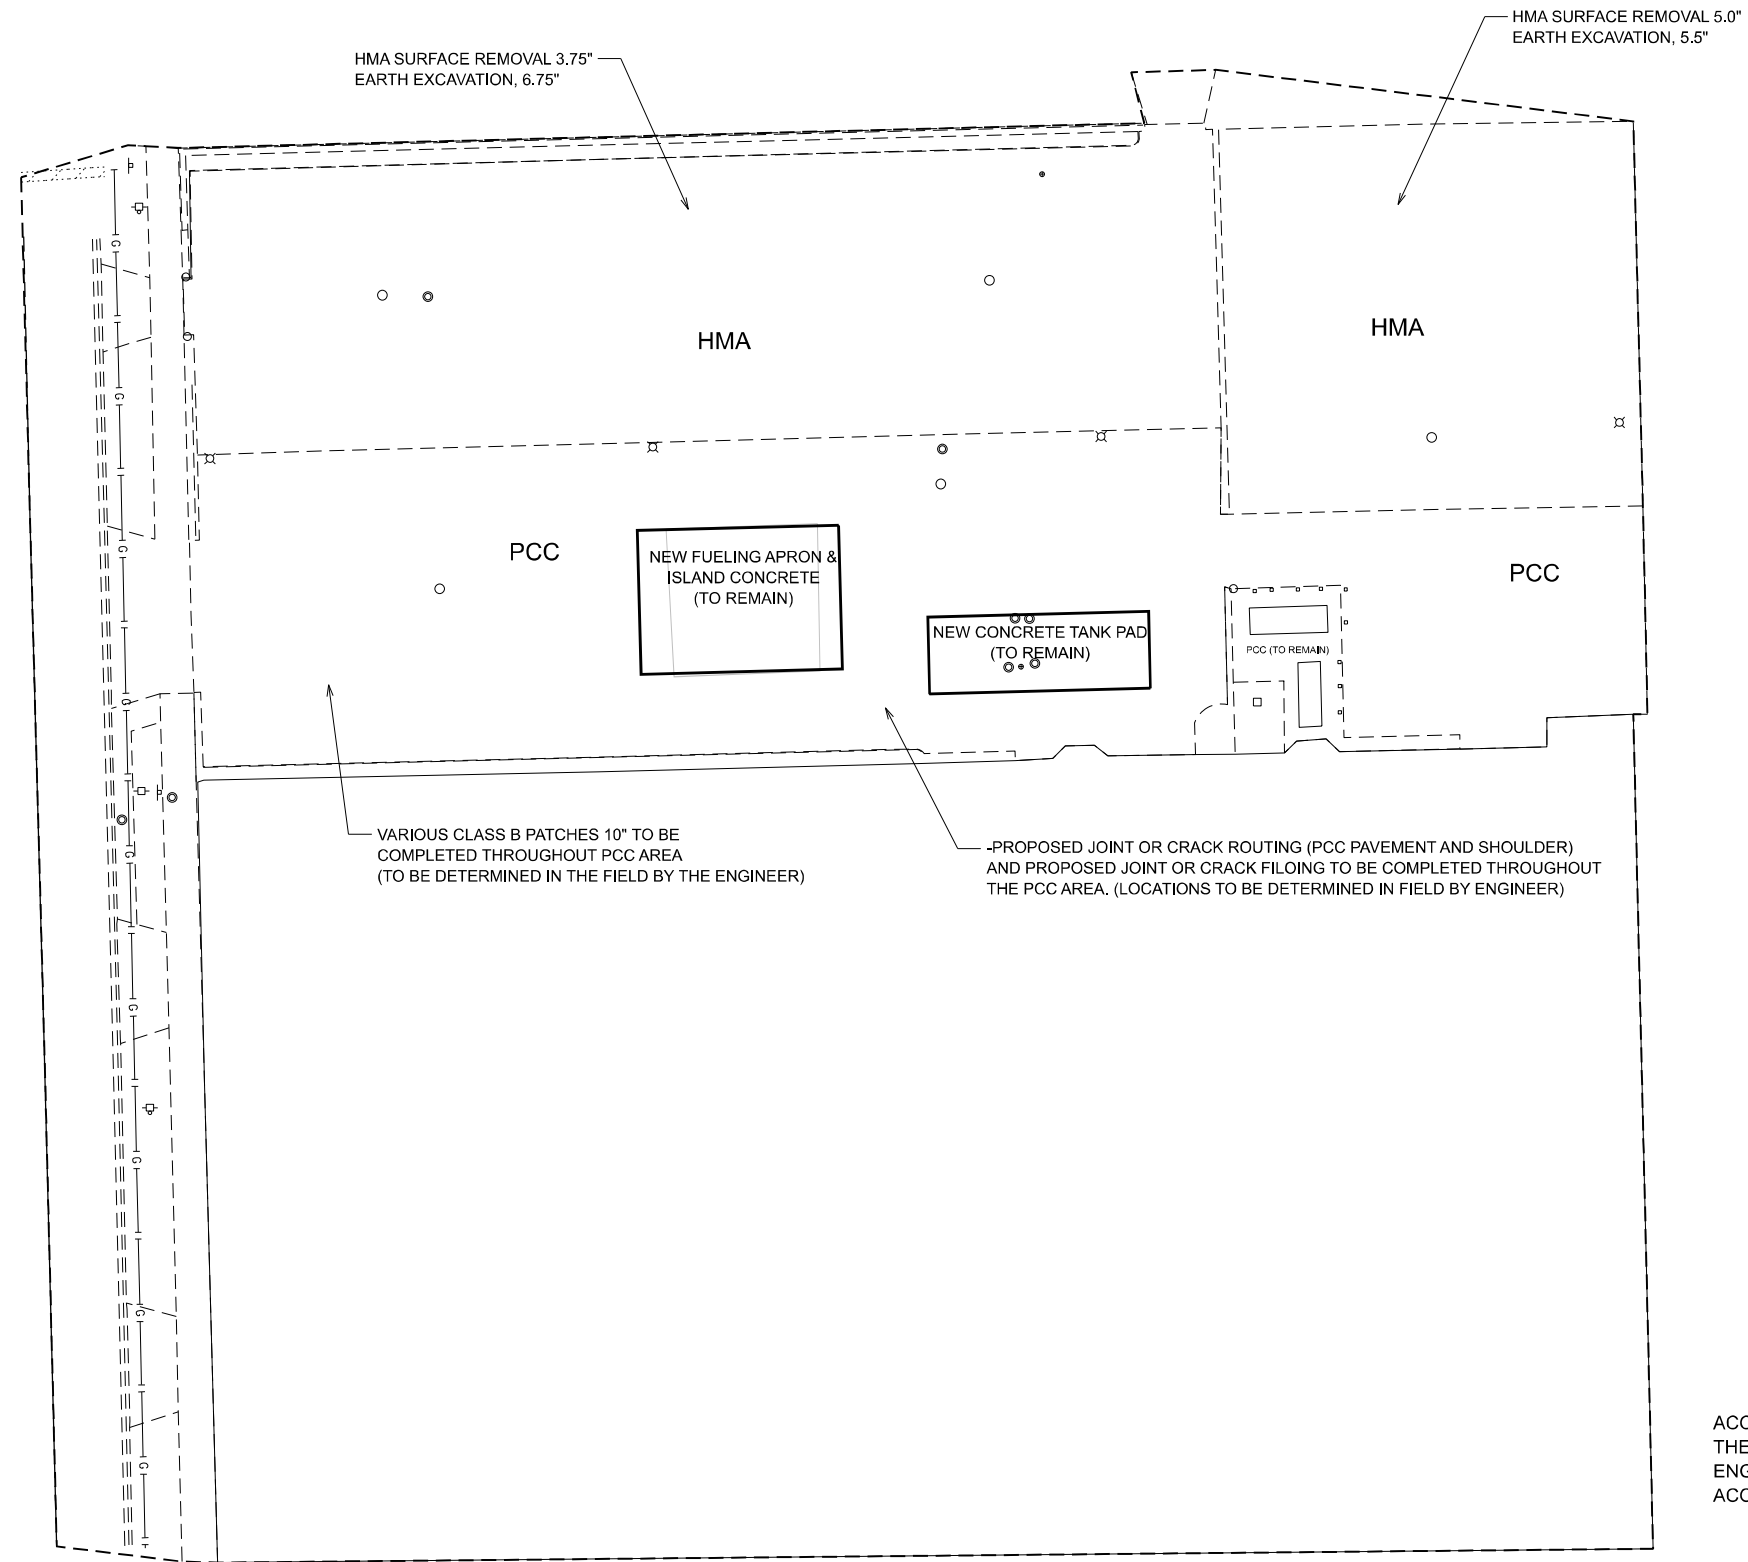 HMA SURFACE REMOVAL 5.0"
EARTH EXCAVATION, 5.5"
HMA SURFACE REMOVAL 3.75"
EARTH EXCAVATION, 6.75"
HMA
HMA
PCC
NEW FUELING APRON &
ISLAND CONCRETE
(TO REMAIN)
PCC
NEW CONCRETE TANK PAD
(TO REMAIN)
PCC (TO REMAIN)
VARIOUS CLASS B PATCHES 10" TO BE
COMPLETED THROUGHOUT PCC AREA
(TO BE DETERMINED IN THE FIELD BY THE ENGINEER)
-PROPOSED JOINT OR CRACK ROUTING (PCC PAVEMENT AND SHOULDER)
AND PROPOSED JOINT OR CRACK FILOING TO BE COMPLETED THROUGHOUT
THE PCC AREA. (LOCATIONS TO BE DETERMINED IN FIELD BY ENGINEER)
G
G
G
G
G
G
G
G
G
ACC
THE
ENG
ACC